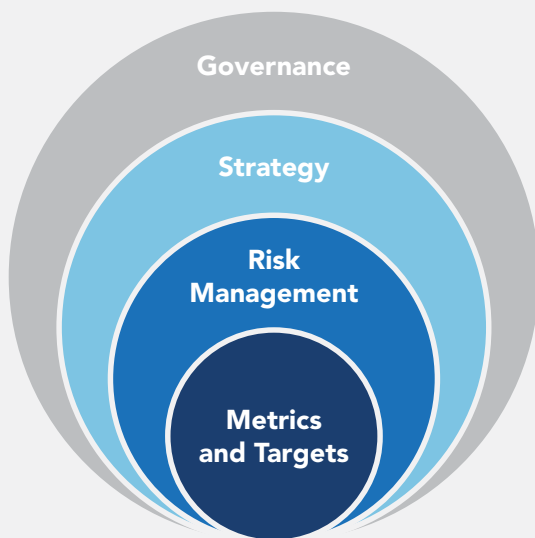 Governance
Strategy
Risk
Management
Metrics
and Targets